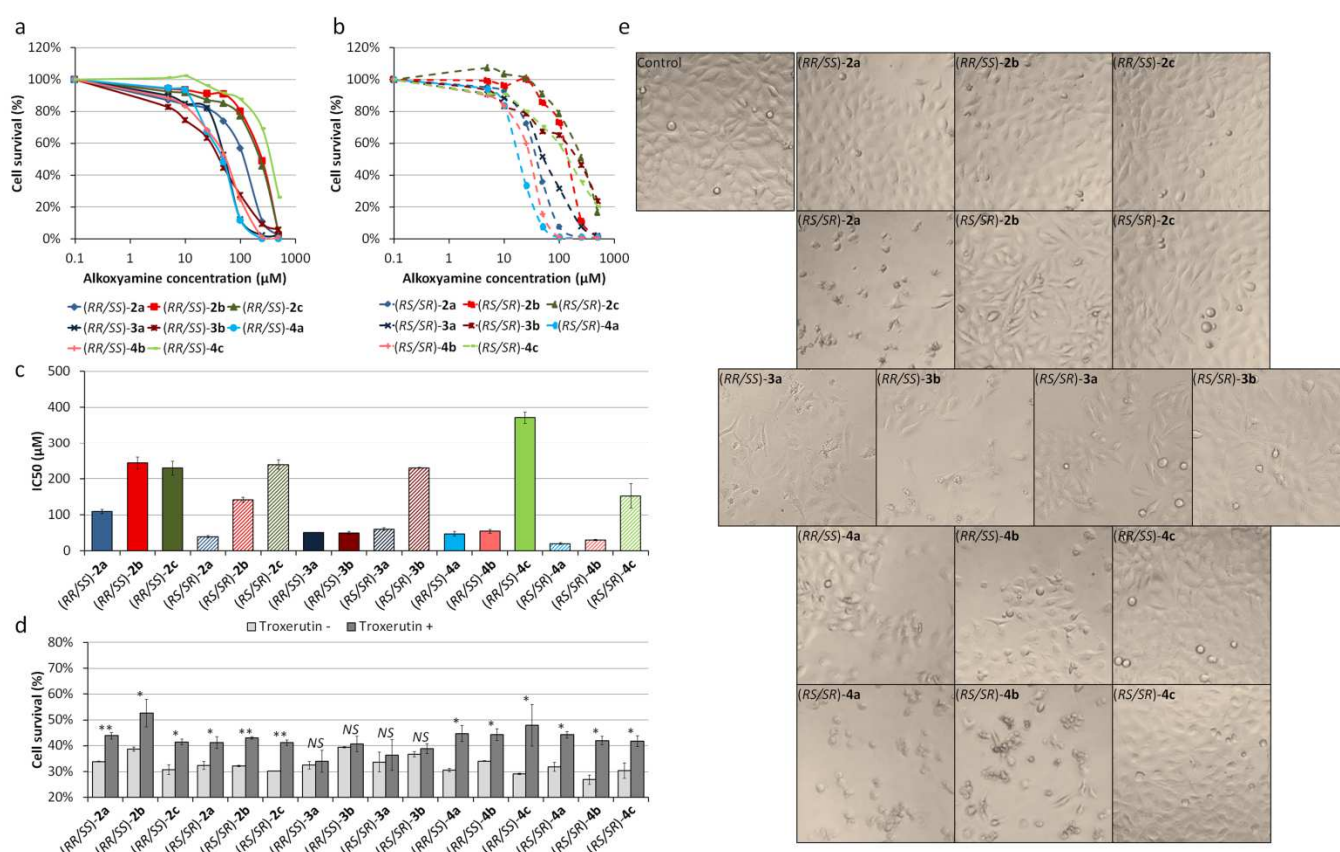 a
120%
100%
80%
60%
40%
20%
0%
Cell survival (%)
0.1 1 10 100 1000
Alkoxyamine concentration (µM)
(RR/SS)-2a (RR/SS)-2b (RR/SS)-2c
(RR/SS)-3a (RR/SS)-3b (RR/SS)-4a
(RR/SS)-4b (RR/SS)-4c
b
120%
100%
80%
60%
40%
20%
0%
Cell survival (%)
0.1 1 10 100 1000
Alkoxyamine concentration (µM)
(RS/SR)-2a (RS/SR)-2b (RS/SR)-2c
(RS/SR)-3a (RS/SR)-3b (RS/SR)-4a
(RS/SR)-4b (RS/SR)-4c
c
500
400
300
200
100
0
IC50 (µM)
(RR/SS)-2a (RR/SS)-2b (RR/SS)-2c (RS/SR)-2a (RS/SR)-2b (RS/SR)-2c (RR/SS)-3a (RR/SS)-3b (RS/SR)-3a (RS/SR)-3b (RR/SS)-4a (RR/SS)-4b (RR/SS)-4c (RS/SR)-4a (RS/SR)-4b (RS/SR)-4c
d
Troxerutin - Troxerutin +
80%
70%
60%
50%
40%
30%
20%
Cell survival (%)
** * * * ** ** NS NS NS NS * * * * * *
(RR/SS)-2a (RR/SS)-2b (RR/SS)-2c (RS/SR)-2a (RS/SR)-2b (RS/SR)-2c (RR/SS)-3a (RR/SS)-3b (RS/SR)-3a (RS/SR)-3b (RR/SS)-4a (RR/SS)-4b (RR/SS)-4c (RS/SR)-4a (RS/SR)-4b (RS/SR)-4c
e
Control (RR/SS)-2a (RR/SS)-2b (RR/SS)-2c
(RS/SR)-2a (RS/SR)-2b (RS/SR)-2c
(RR/SS)-3a (RR/SS)-3b (RS/SR)-3a (RS/SR)-3b
(RR/SS)-4a (RR/SS)-4b (RR/SS)-4c
(RS/SR)-4a (RS/SR)-4b (RS/SR)-4c